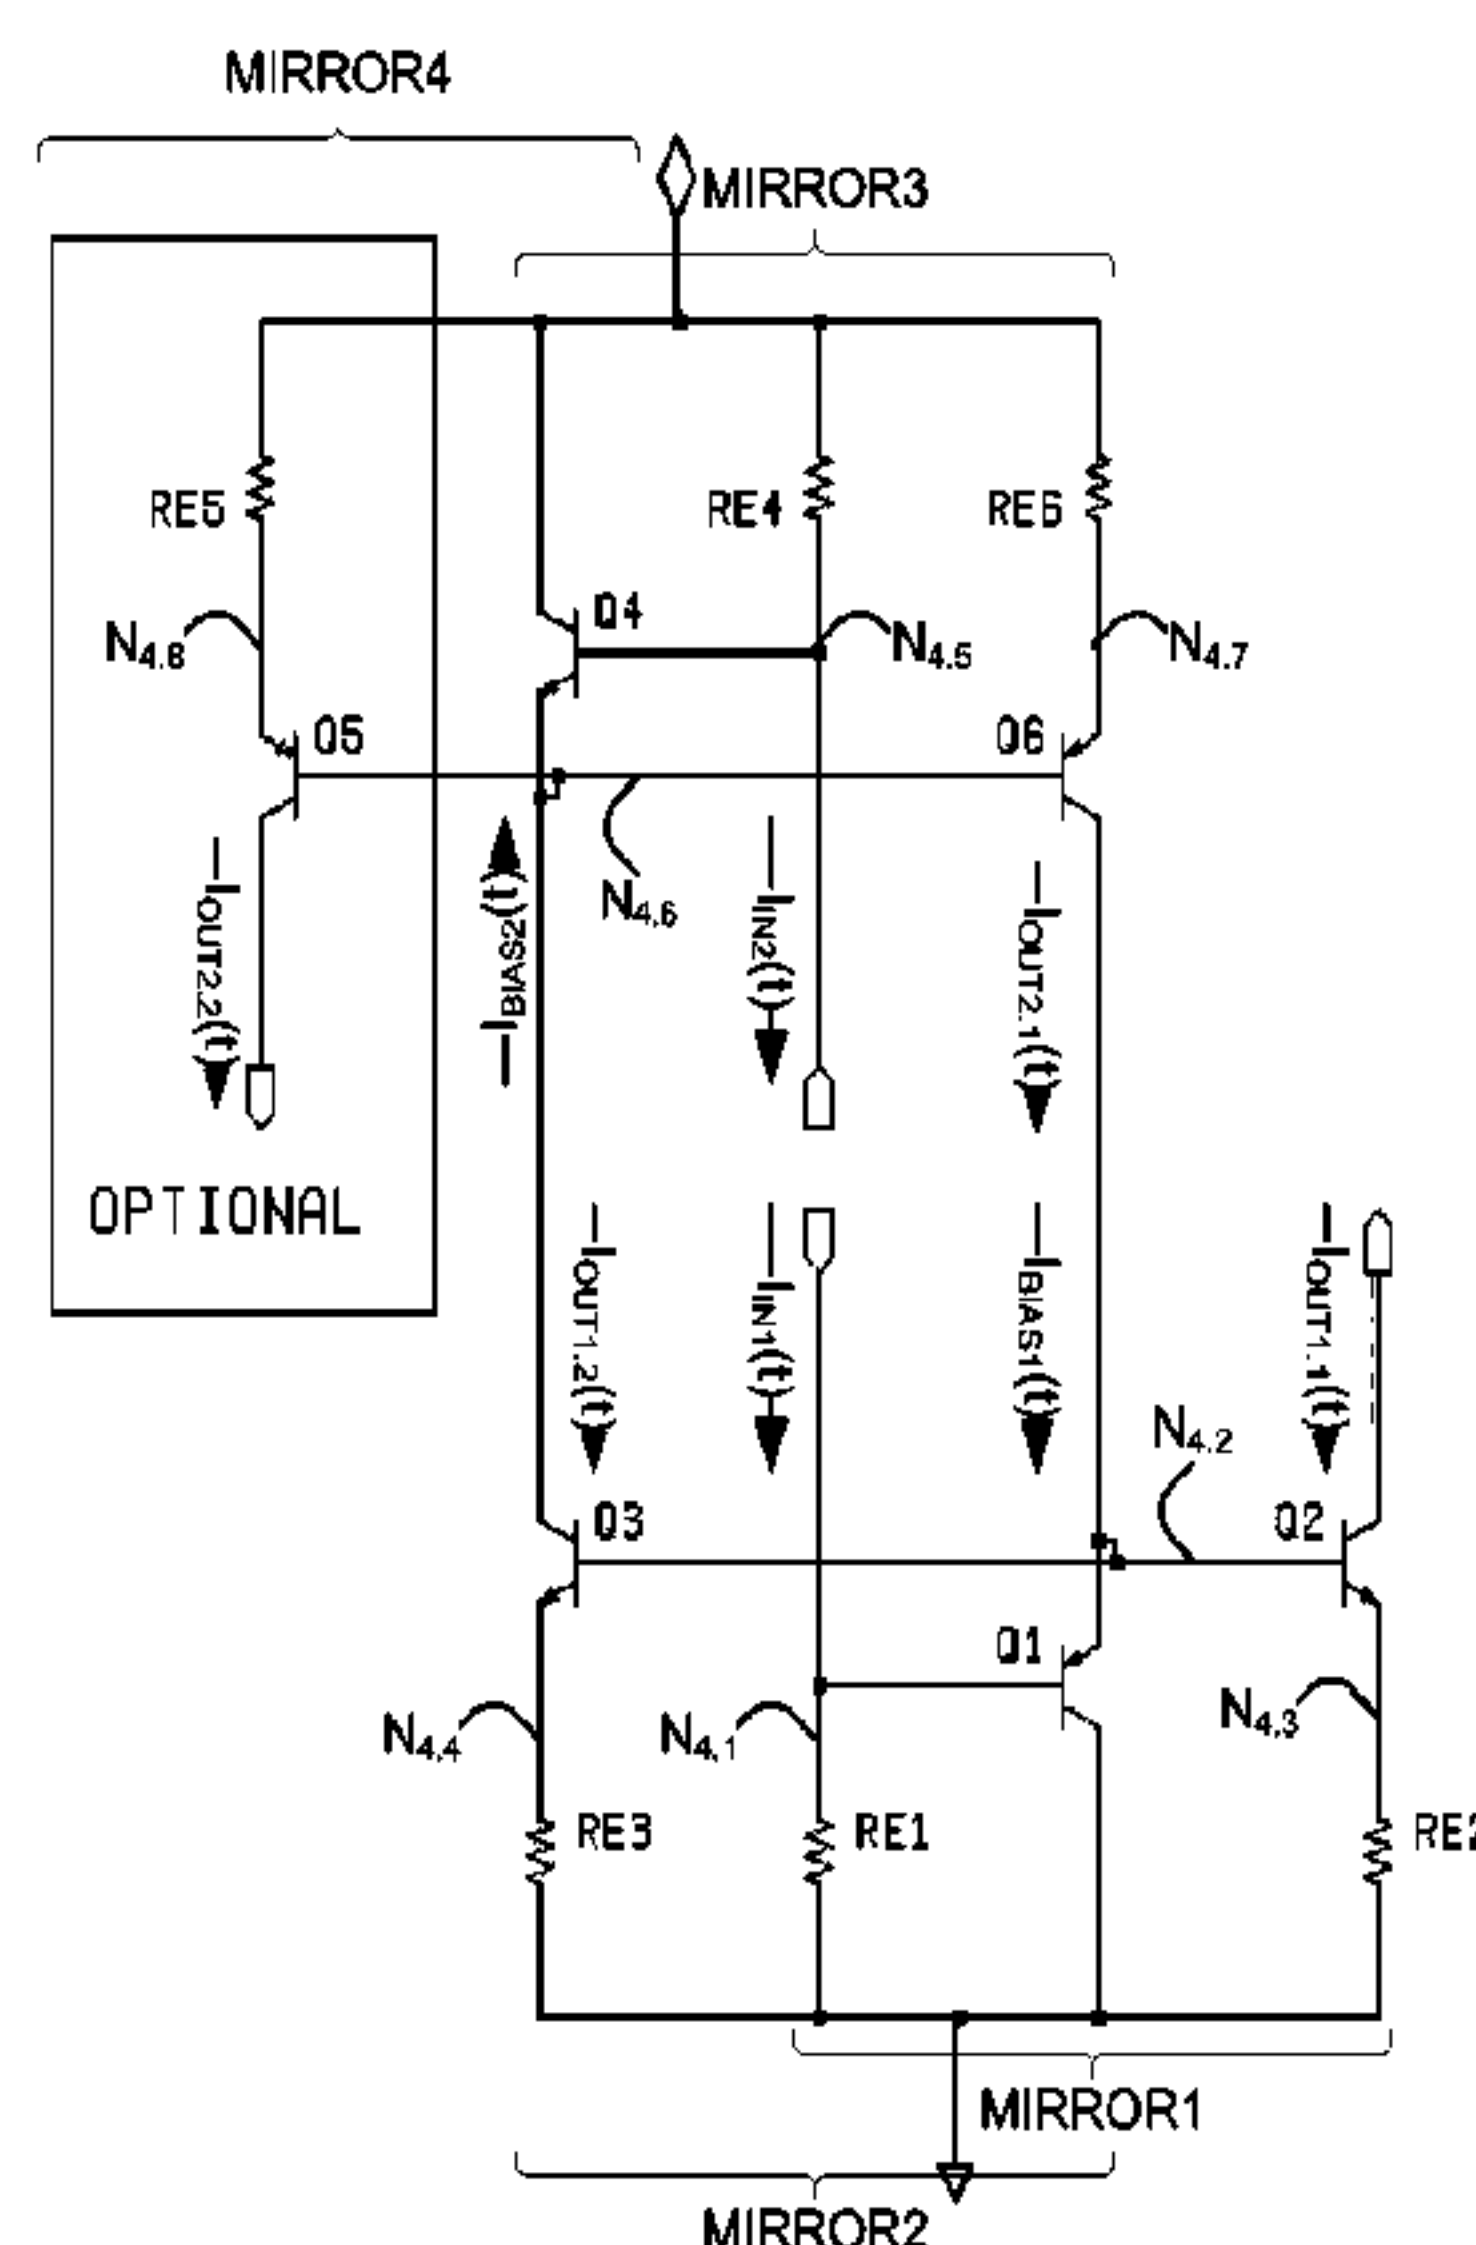 MIRROR4
MIRROR3
RE5
RE4
RE6
Q4
N4.8
N4.5
N4.7
Q5
Q6
N4.6
IOUT2.2(t)
IBIAS2(t)
IIN2(t)
IOUT2.1(t)
OPTIONAL
IOUT1.2(t)
IIN1(t)
IBIAS1(t)
IOUT1.1(t)
N4.2
Q3
Q2
Q1
N4.4
N4.1
N4.3
RE3
RE1
RE2
MIRROR1
MIRROR2